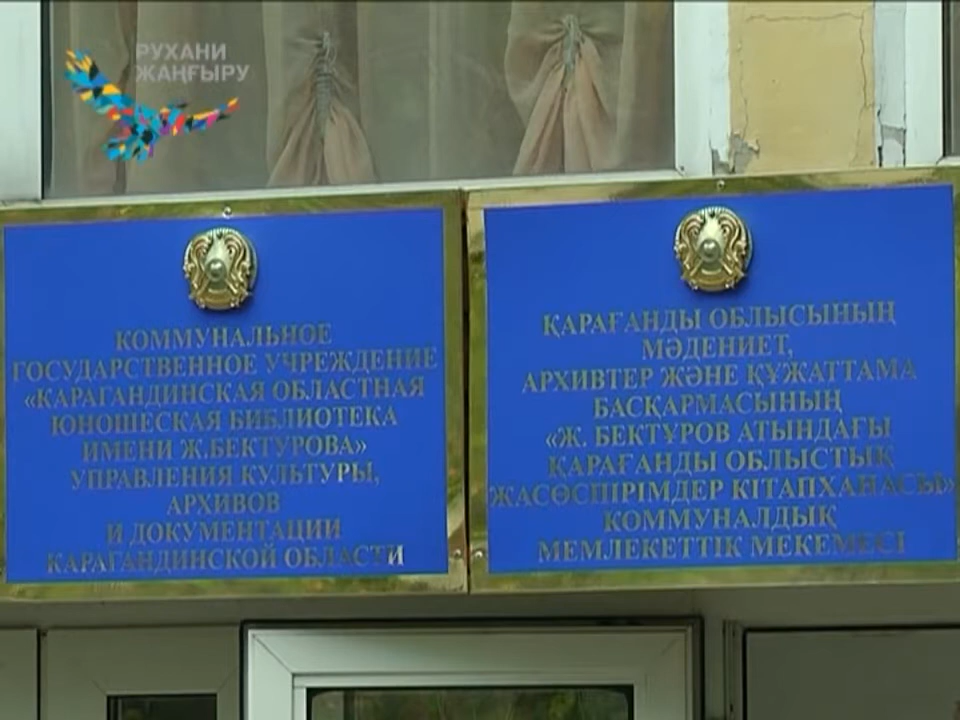 РУХАНИ
ЖАҢҒЫРУ
КОММУНАЛЬНОЕ
ГОСУДАРСТВЕННОЕ УЧРЕЖДЕНИЕ
«КАРАГАНДИНСКАЯ ОБЛАСТНАЯ
ЮНОШЕСКАЯ БИБЛИОТЕКА
ИМЕНИ Ж.БЕКТУРОВА»
УПРАВЛЕНИЯ КУЛЬТУРЫ,
АРХИВОВ
И ДОКУМЕНТАЦИИ
КАРАГАНДИНСКОЙ ОБЛАСТИ
ҚАРАҒАНДЫ ОБЛЫСЫНЫҢ
МӘДЕНИЕТ,
АРХИВТЕР ЖӘНЕ ҚҰЖАТТАМА
БАСҚАРМАСЫНЫҢ
«Ж. БЕКТҰРОВ АТЫНДАҒЫ
ҚАРАҒАНДЫ ОБЛЫСТЫҚ
ЖАСӨСПІРІМДЕР КІТАПХАНАСЫ»
КОММУНАЛДЫҚ
МЕМЛЕКЕТТІК МЕКЕМЕСІ